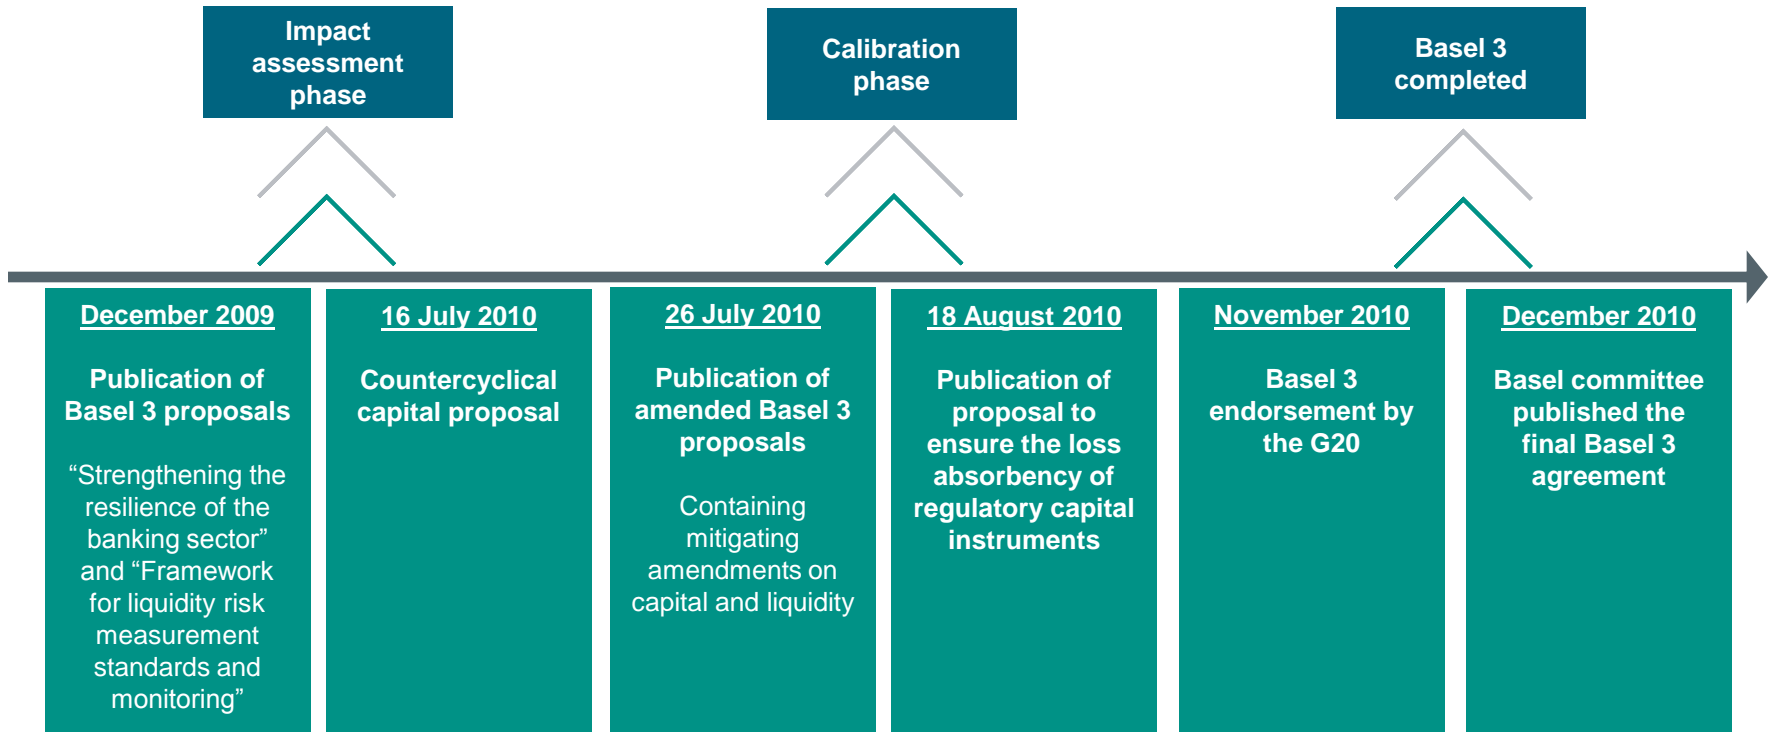 Impact
assessment
phase
Calibration
phase
Basel 3
completed
December 2009
Publication of
Basel 3 proposals
“Strengthening the
resilience of the
banking sector”
and “Framework
for liquidity risk
measurement
standards and
monitoring”
16 July 2010
Countercyclical
capital proposal
26 July 2010
Publication of
amended Basel 3
proposals
Containing
mitigating
amendments on
capital and liquidity
18 August 2010
Publication of
proposal to
ensure the loss
absorbency of
regulatory capital
instruments
November 2010
Basel 3
endorsement by
the G20
December 2010
Basel committee
published the
final Basel 3
agreement